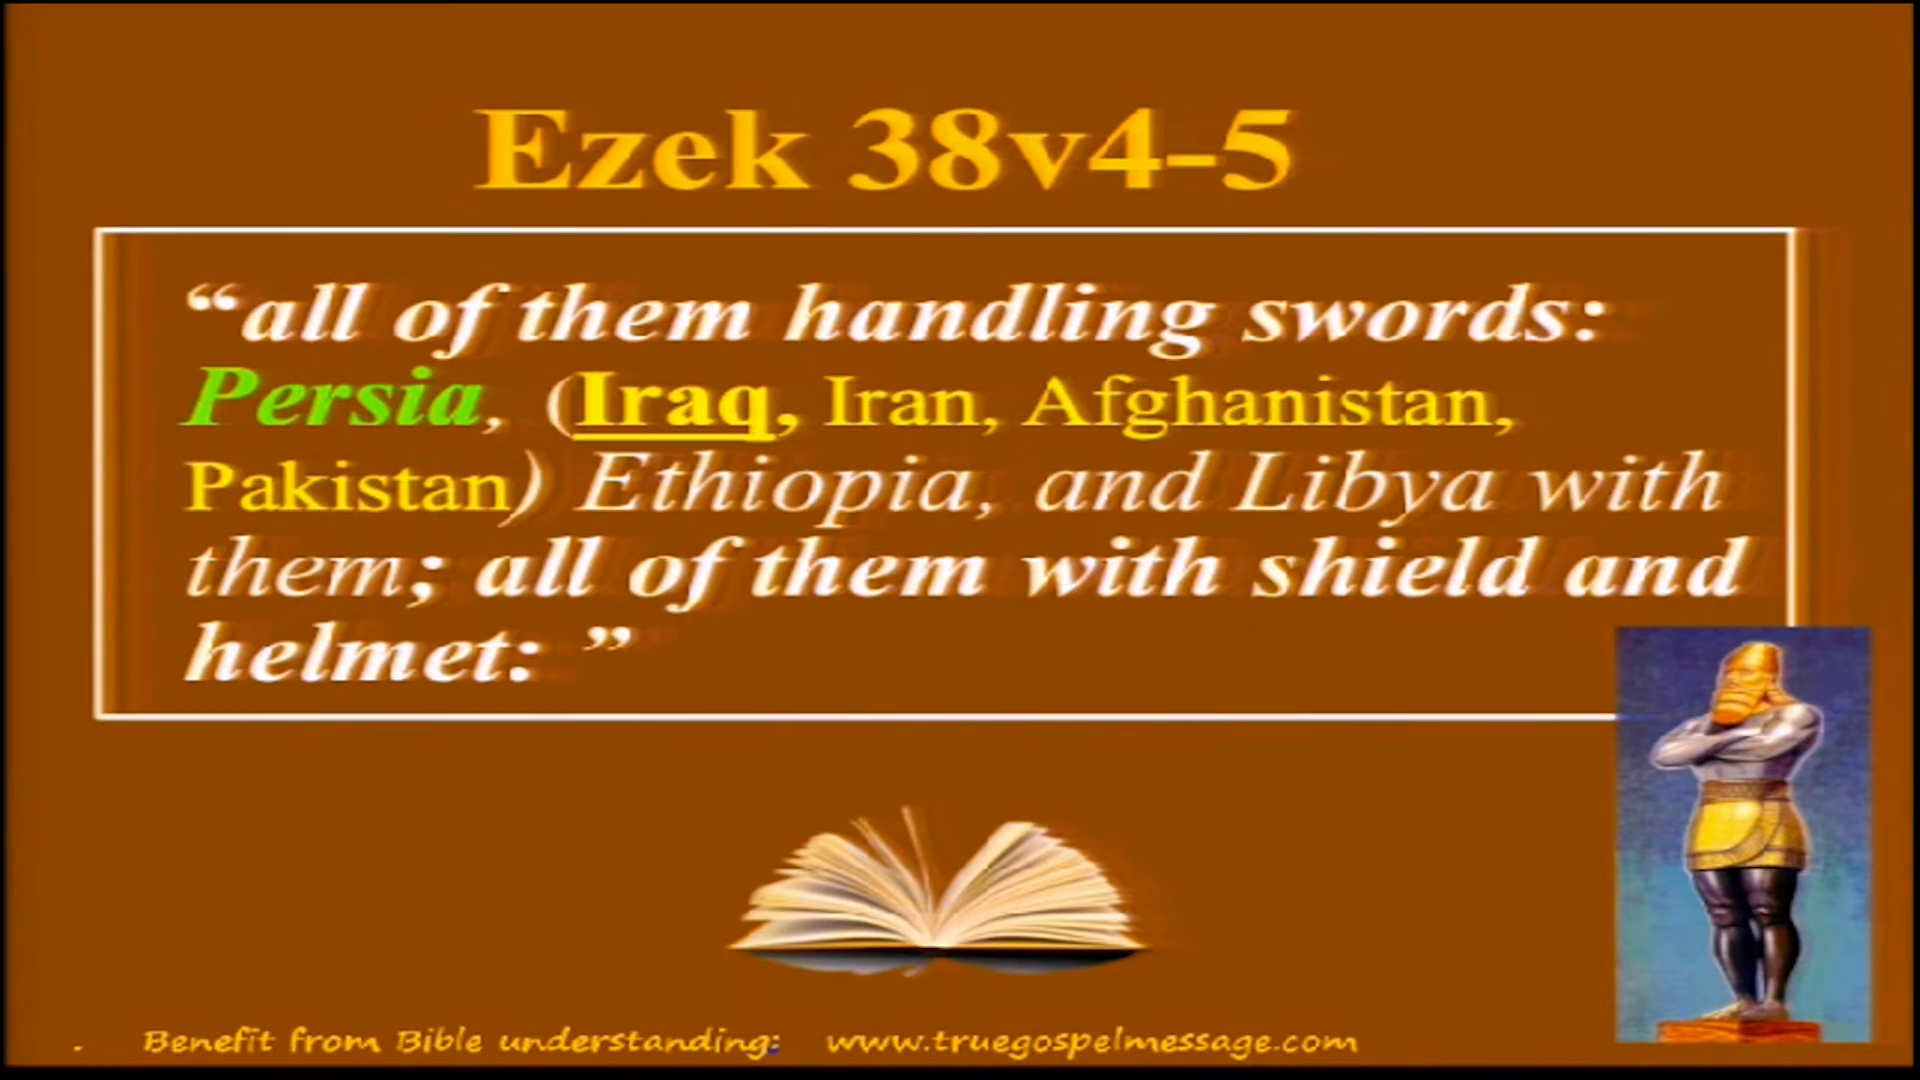 Ezek 38v4-5
“all of them handling swords:
Persia, (Iraq, Iran, Afghanistan,
Pakistan) Ethiopia, and Libya with
them; all of them with shield and
helmet: ”
. Benefit from Bible understanding: www.truegospelmessage.com